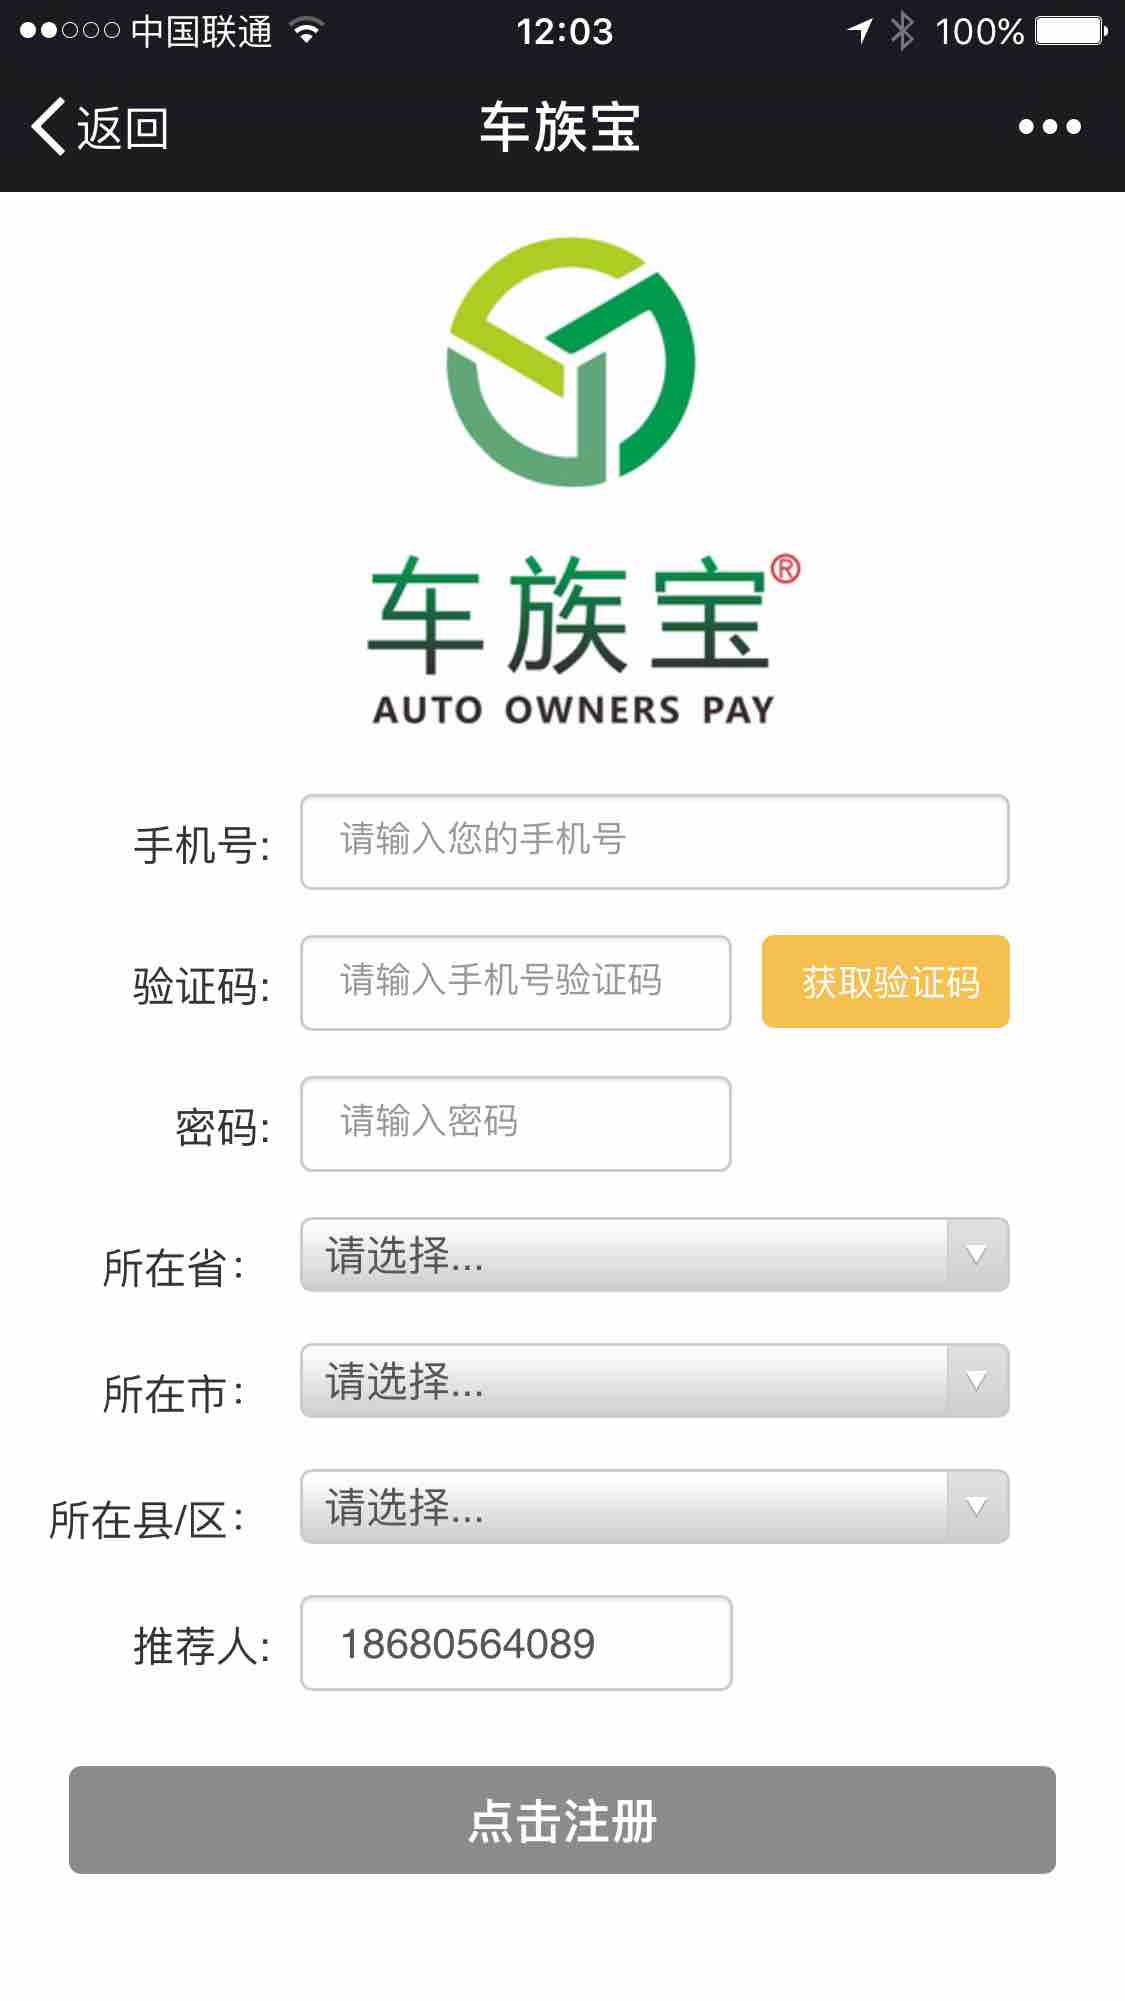 中国联通 12:03 100%
返回 车族宝
车族宝®
AUTO OWNERS PAY
手机号: 请输入您的手机号
验证码: 请输入手机号验证码 获取验证码
密码: 请输入密码
所在省： 请选择...
所在市： 请选择...
所在县/区： 请选择...
推荐人: 18680564089
点击注册